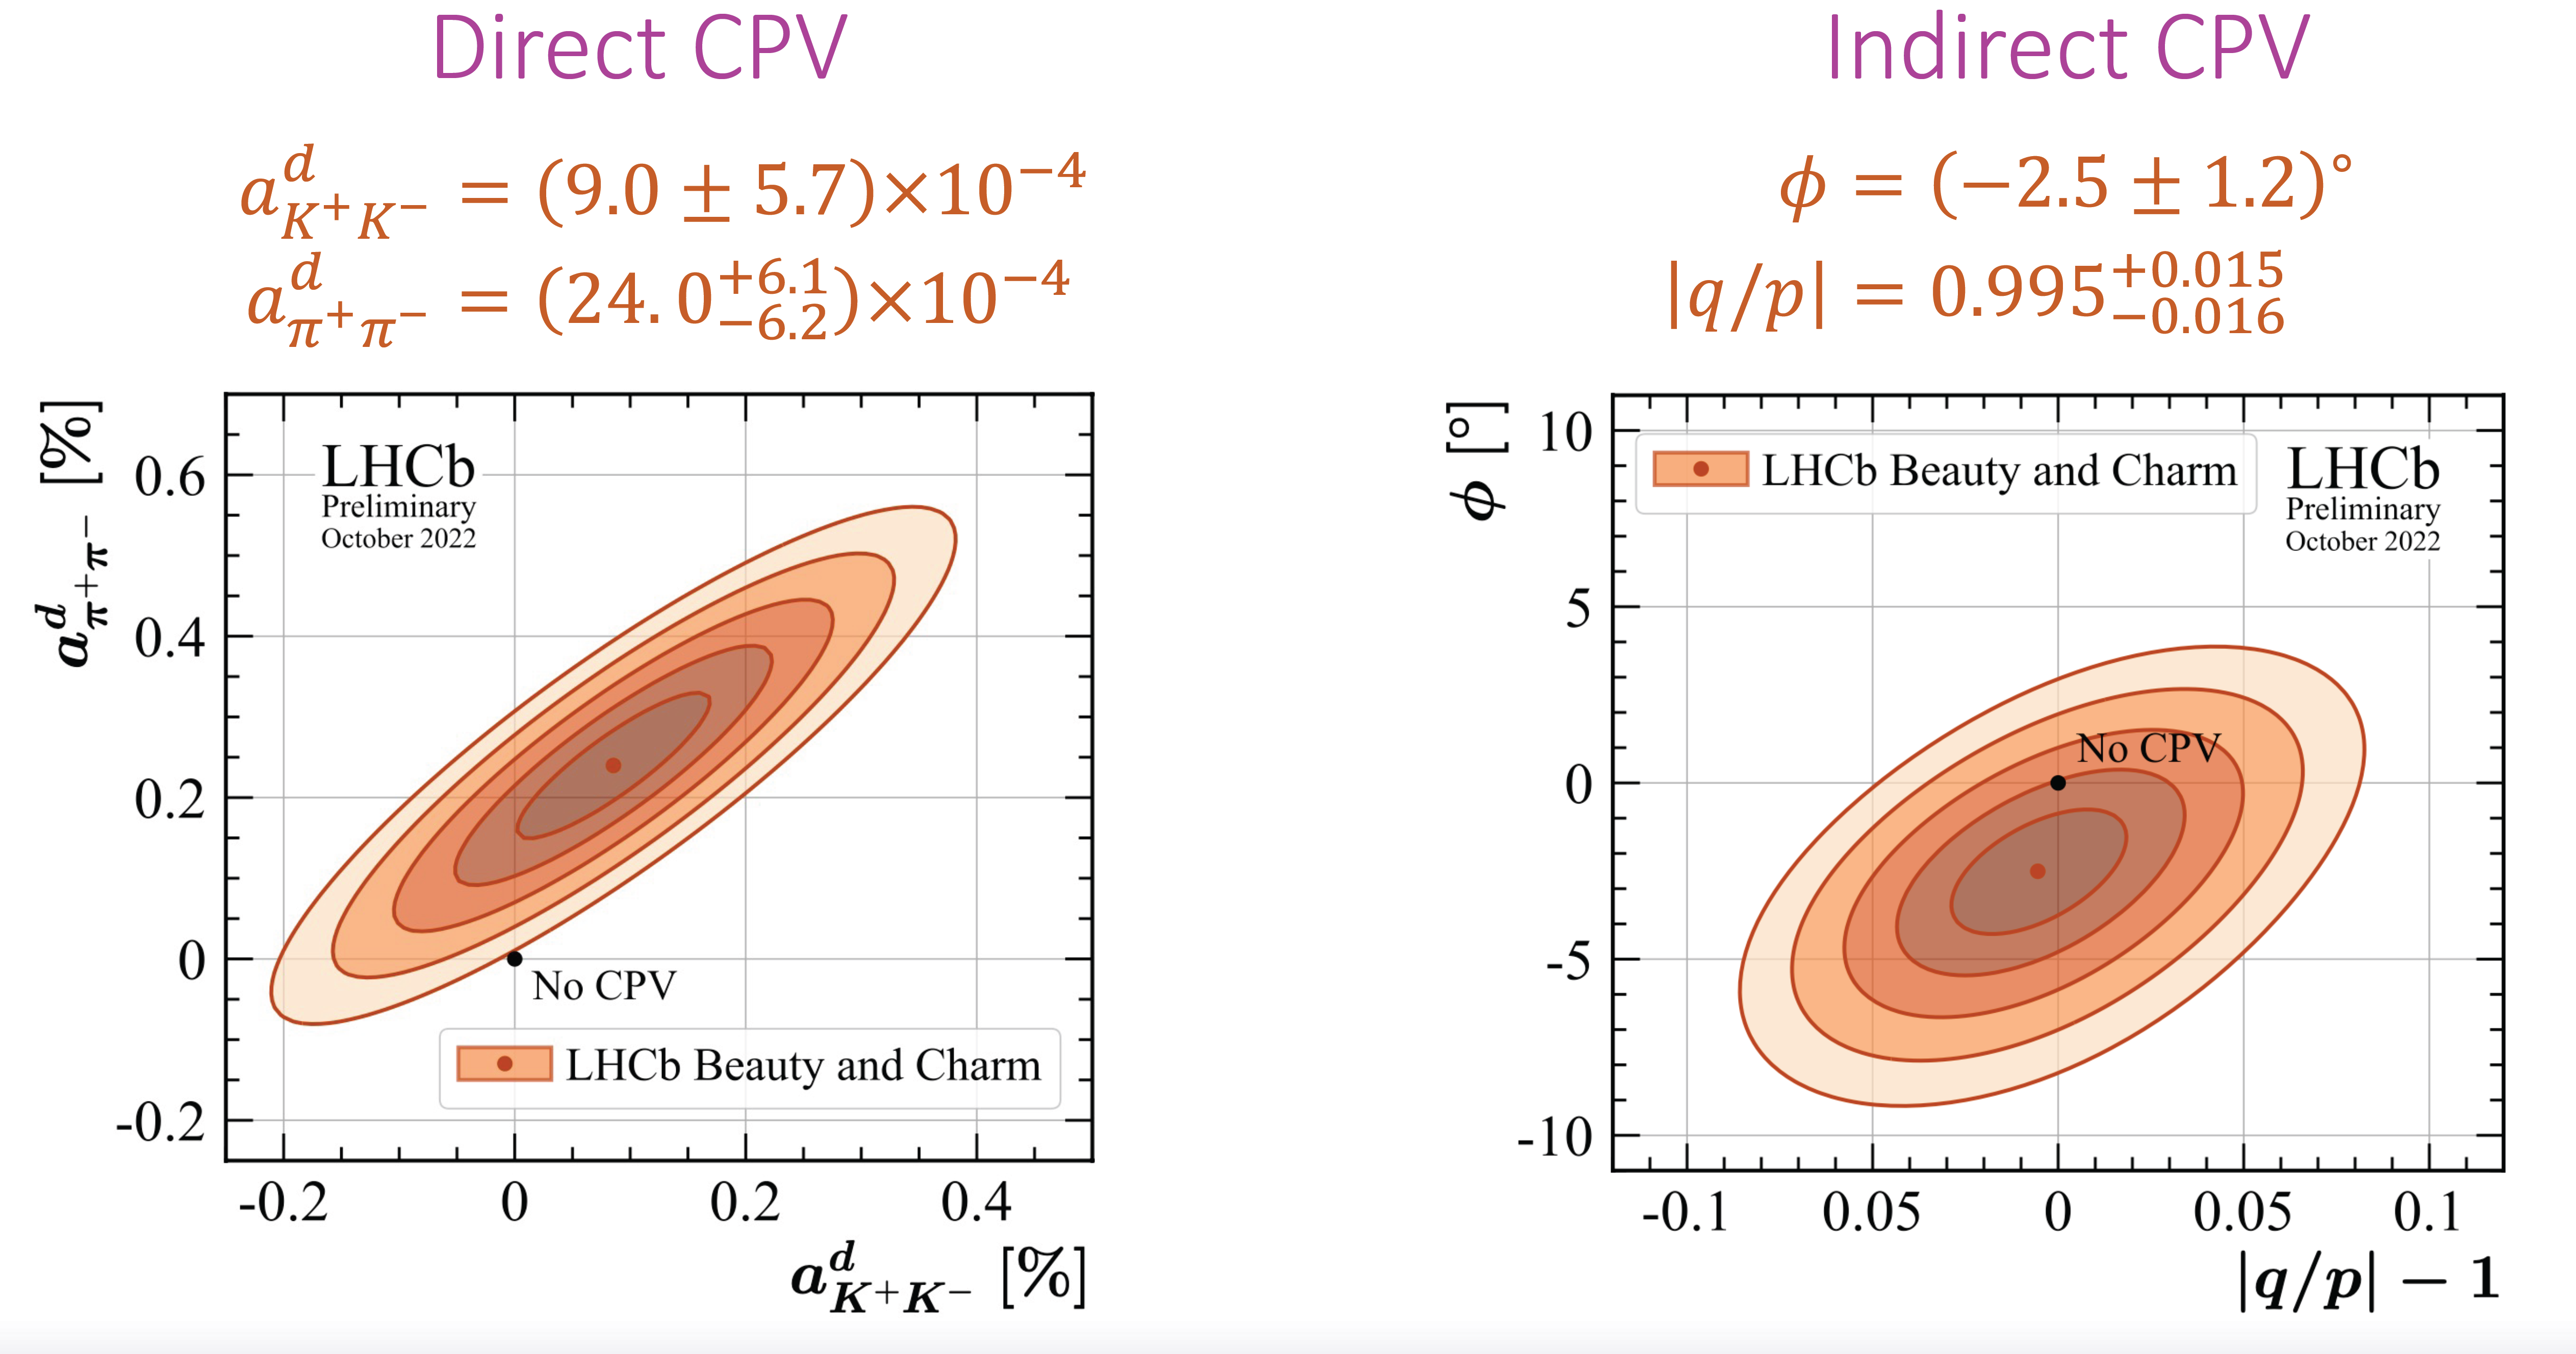 Direct CPV
a^d_{K^+K^-} = (9.0 ± 5.7)×10^{−4}
a^d_{π^+π^-} = (24. 0^{+6.1}_{−6.2})×10^{−4}
a^d_{π^+π^-} [%]
LHCb
Preliminary
October 2022
0.6
0.4
0.2
0
-0.2
No CPV
LHCb Beauty and Charm
-0.2 0 0.2 0.4
a^d_{K^+K^-} [%]
Indirect CPV
ϕ = (−2.5 ± 1.2)°
|q/p| = 0.995^{+0.015}_{−0.016}
ϕ [°]
LHCb Beauty and Charm
LHCb
Preliminary
October 2022
10
5
0
-5
-10
No CPV
-0.1 0.05 0 0.05 0.1
|q/p| − 1